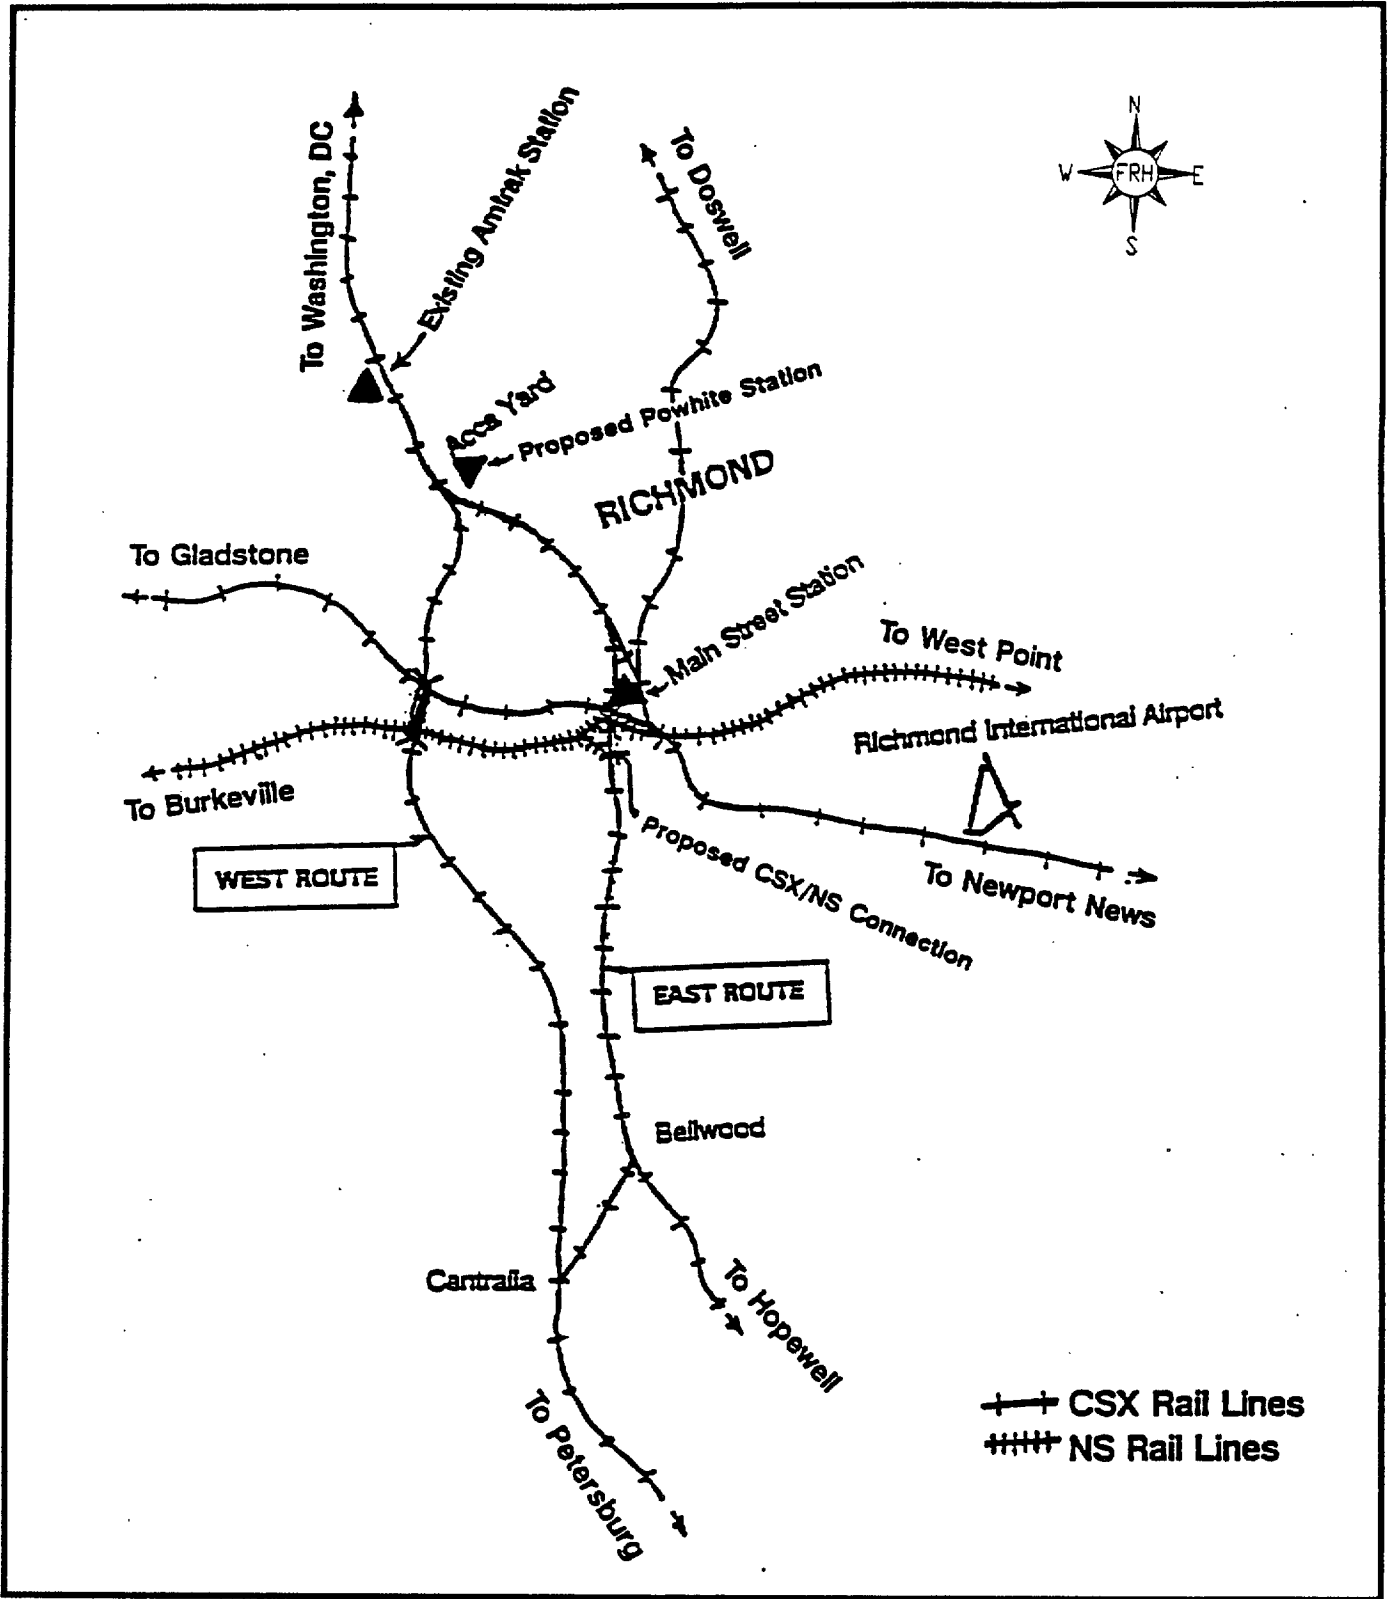 N
W FRH E
S
To Washington, DC
Existing Amtrak Station
To Doswell
Acca Yard
Proposed Powhite Station
RICHMOND
To Gladstone
Main Street Station
To West Point
Richmond International Airport
To Burkeville
WEST ROUTE
Proposed CSX/NS Connection
To Newport News
EAST ROUTE
Bellwood
Centralia
To Hopewell
To Petersburg
CSX Rail Lines
NS Rail Lines